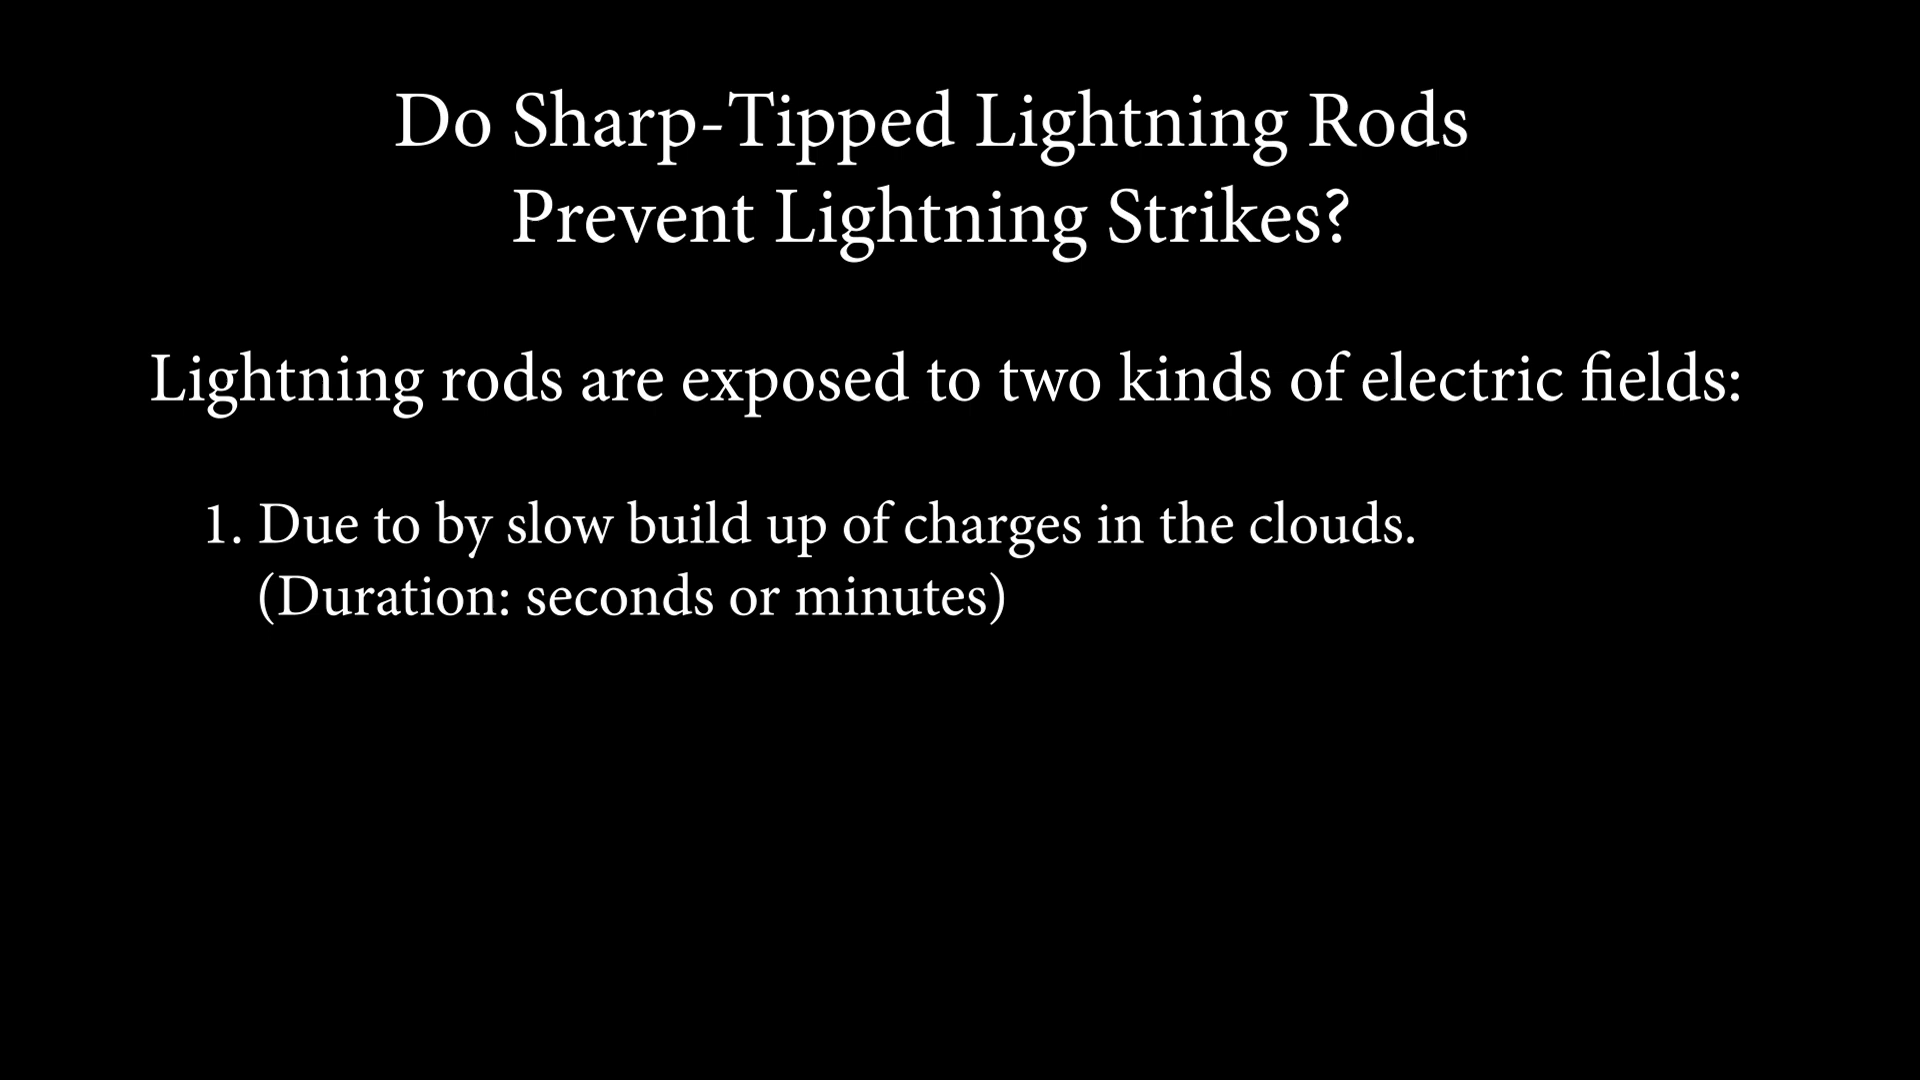 Do Sharp-Tipped Lightning Rods
Prevent Lightning Strikes?
Lightning rods are exposed to two kinds of electric fields:
1. Due to by slow build up of charges in the clouds.
(Duration: seconds or minutes)